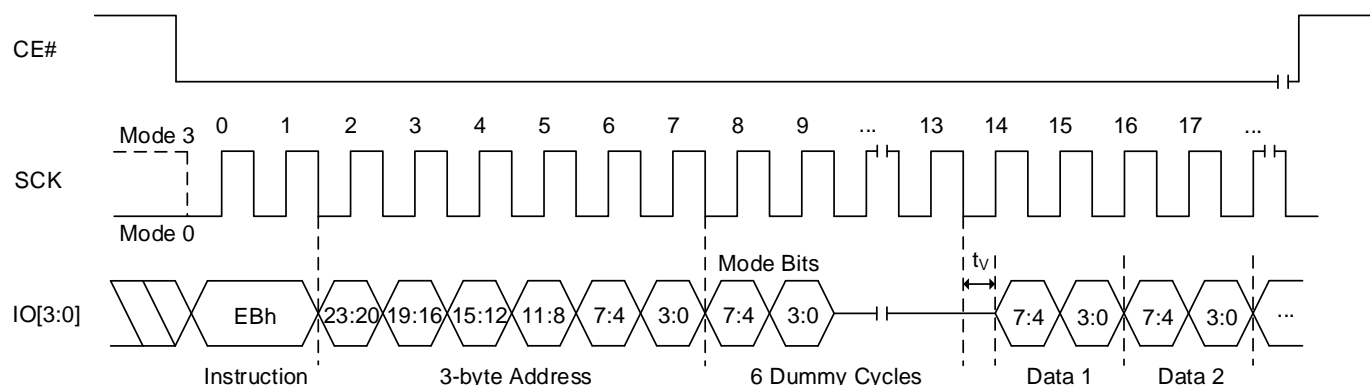 CE#
0 1 2 3 4 5 6 7 8 9 ... 13 14 15 16 17 ...
Mode 3
SCK
Mode 0
Mode Bits tV
IO[3:0] EBh 23:20 19:16 15:12 11:8 7:4 3:0 7:4 3:0 7:4 3:0 7:4 3:0 ...
Instruction 3-byte Address 6 Dummy Cycles Data 1 Data 2